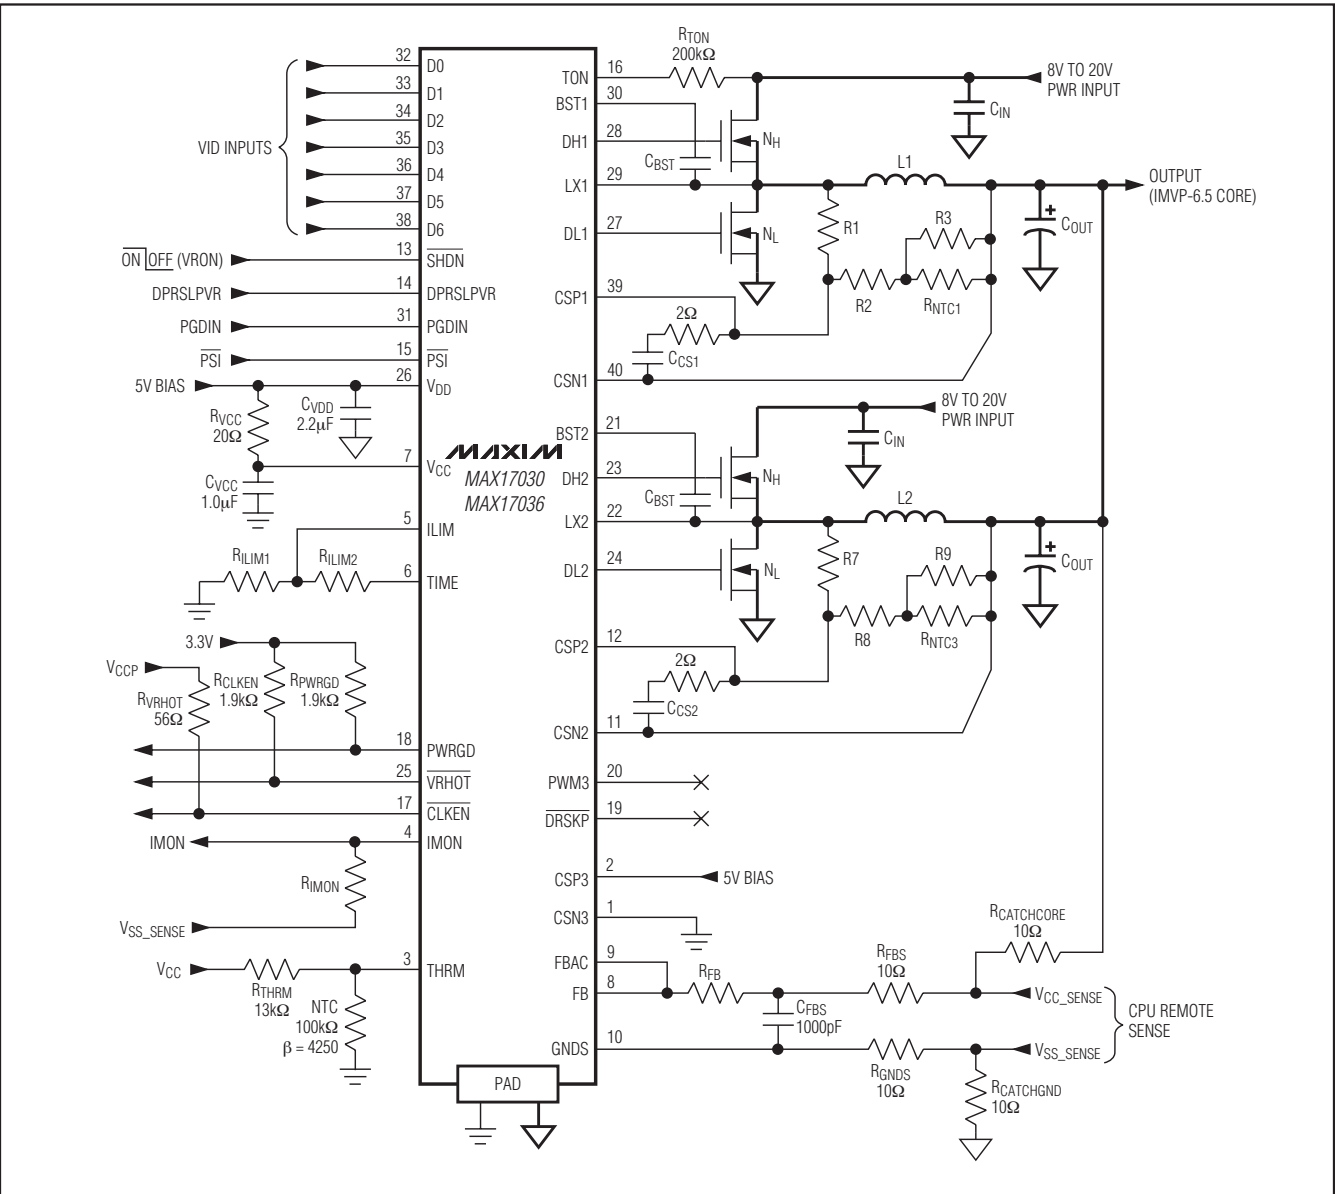 VID INPUTS
32 D0
33 D1
34 D2
35 D3
36 D4
37 D5
38 D6
ON OFF (VRON) 13 SHDN
DPRSLPVR 14 DPRSLPVR
PGDIN 31 PGDIN
PSI 15 PSI
5V BIAS 26 VDD
RVCC
20Ω
CVDD
2.2μF
7 VCC
CVCC
1.0μF
5 ILIM
RILIM1 RILIM2
6 TIME
3.3V
VCCP
RVRHOT
56Ω
RCLKEN
1.9kΩ
RPWRGD
1.9kΩ
18 PWRGD
25 VRHOT
17 CLKEN
IMON 4 IMON
RIMON
VSS_SENSE
VCC 3 THRM
RTHRM
13kΩ
NTC
100kΩ
β = 4250
MAXIM
MAX17030
MAX17036
PAD
TON 16
RTON
200kΩ
8V TO 20V
PWR INPUT
CIN
BST1 30
DH1 28
NH
CBST
LX1 29
L1
OUTPUT
(IMVP-6.5 CORE)
DL1 27
NL
R1
R3
COUT
R2
RNTC1
CSP1 39
2Ω
CCS1
CSN1 40
8V TO 20V
PWR INPUT
CIN
BST2 21
DH2 23
NH
CBST
LX2 22
L2
DL2 24
NL
R7
R9
COUT
R8
RNTC3
CSP2 12
2Ω
CCS2
CSN2 11
PWM3 20
DRSKP 19
CSP3 2 5V BIAS
CSN3 1
FBAC 9
FB 8
RFB
RFBS
10Ω
RCATCHCORE
10Ω
VCC_SENSE
CFBS
1000pF
CPU REMOTE
SENSE
GNDS 10
RGNDS
10Ω
VSS_SENSE
RCATCHGND
10Ω